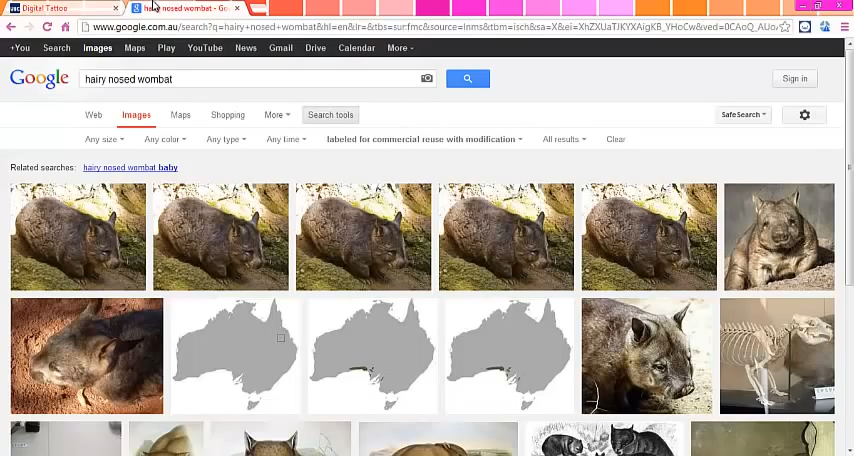 Digital Tattoo
hairy nosed wombat - Go
www.google.com.au/search?q=hairy+nosed+wombat&hl=en&lr=&tbs=sur:fmc&source=lnms&tbm=isch&sa=X&ei=XhZXUaTJKYXAigKB_YHoCw&ved=0CAoQ_AUoA
+You Search Images Maps Play YouTube News Gmail Drive Calendar More
Google hairy nosed wombat Sign in
Web Images Maps Shopping More Search tools SafeSearch
Any size Any color Any type Any time labeled for commercial reuse with modification All results Clear
Related searches: hairy nosed wombat baby